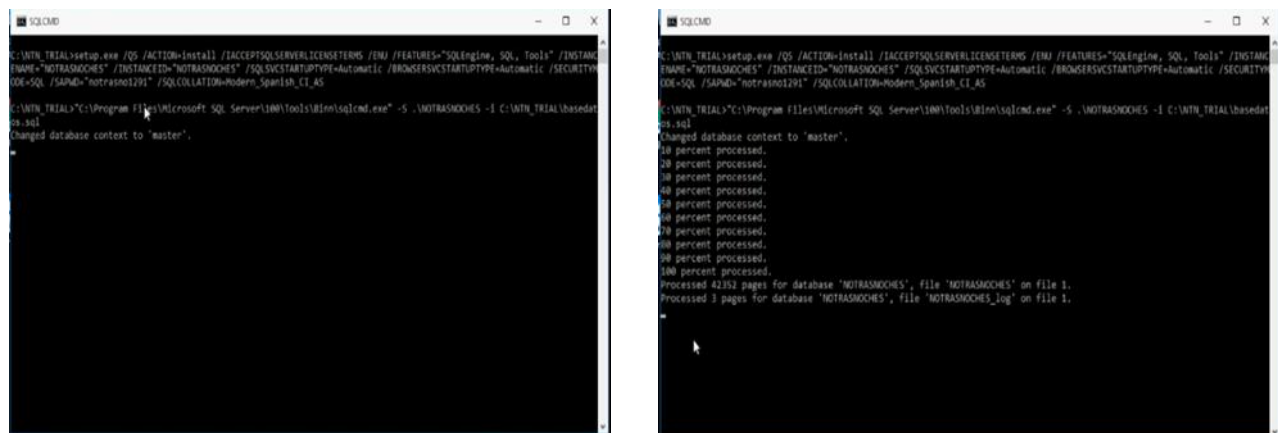 SQLCMD
C:\NTN_TRIAL>setup.exe /QS /ACTION=install /IACCEPTSQLSERVERLICENSETERMS /ENU /FEATURES="SQLEngine, SQL, Tools" /INSTANC
ENAME="NOTRASNOCHES" /INSTANCEID="NOTRASNOCHES" /SQLSVCSTARTUPTYPE=Automatic /BROWSERSVCSTARTUPTYPE=Automatic /SECURITYM
ODE=SQL /SAPWD="notrasno1291" /SQLCOLLATION=Modern_Spanish_CI_AS
C:\NTN_TRIAL>"C:\Program Files\Microsoft SQL Server\100\Tools\Binn\sqlcmd.exe" -S .\NOTRASNOCHES -i C:\NTN_TRIAL\basedat
os.sql
Changed database context to 'master'.
SQLCMD
C:\NTN_TRIAL>setup.exe /QS /ACTION=install /IACCEPTSQLSERVERLICENSETERMS /ENU /FEATURES="SQLEngine, SQL, Tools" /INSTANC
ENAME="NOTRASNOCHES" /INSTANCEID="NOTRASNOCHES" /SQLSVCSTARTUPTYPE=Automatic /BROWSERSVCSTARTUPTYPE=Automatic /SECURITYM
ODE=SQL /SAPWD="notrasno1291" /SQLCOLLATION=Modern_Spanish_CI_AS
C:\NTN_TRIAL>"C:\Program Files\Microsoft SQL Server\100\Tools\Binn\sqlcmd.exe" -S .\NOTRASNOCHES -i C:\NTN_TRIAL\basedat
os.sql
Changed database context to 'master'.
10 percent processed.
20 percent processed.
30 percent processed.
40 percent processed.
50 percent processed.
60 percent processed.
70 percent processed.
80 percent processed.
90 percent processed.
100 percent processed.
Processed 42352 pages for database 'NOTRASNOCHES', file 'NOTRASNOCHES' on file 1.
Processed 3 pages for database 'NOTRASNOCHES', file 'NOTRASNOCHES_log' on file 1.